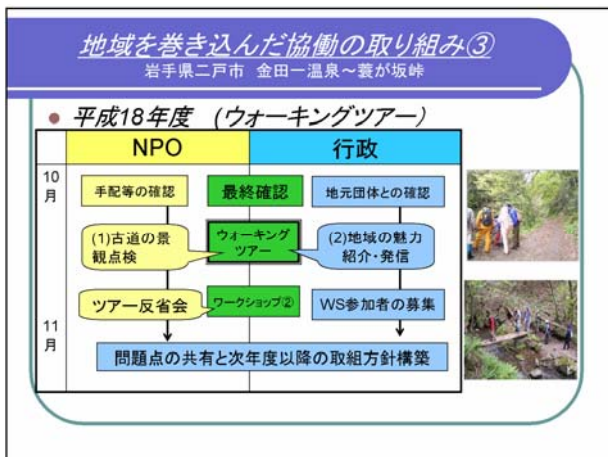 地域を巻き込んだ協働の取り組み③
岩手県二戸市 金田一温泉～蓑が坂峠
● 平成18年度 (ウォーキングツアー)
NPO
行政
10
月
手配等の確認
最終確認
地元団体との確認
(1)古道の景
観点検
ウォーキング
ツアー
(2)地域の魅力
紹介・発信
ツアー反省会
ワークショップ②
WS参加者の募集
11
月
問題点の共有と次年度以降の取組方針構築